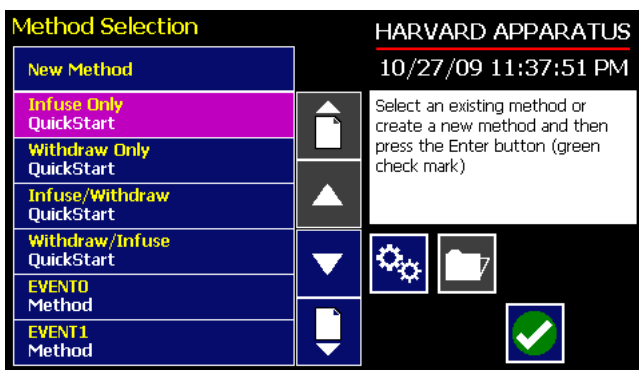 Method Selection
New Method
Infuse Only
QuickStart
Withdraw Only
QuickStart
Infuse/Withdraw
QuickStart
Withdraw/Infuse
QuickStart
EVENT0
Method
EVENT1
Method
HARVARD APPARATUS
10/27/09 11:37:51 PM
Select an existing method or
create a new method and then
press the Enter button (green
check mark)